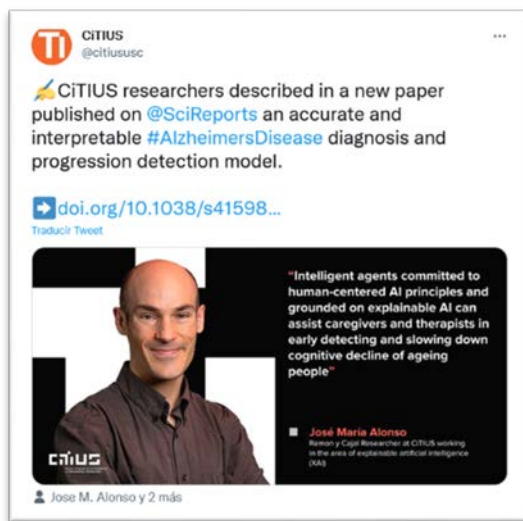 CiTIUS
@citiususc
✍CiTIUS researchers described in a new paper
published on @SciReports an accurate and
interpretable #AlzheimersDisease diagnosis and
progression detection model.
➡doi.org/10.1038/s41598...
Traducir Tweet
"Intelligent agents committed to
human-centered AI principles and
grounded on explainable AI can
assist caregivers and therapists in
early detecting and slowing down
cognitive decline of ageing
people"
José María Alonso
Ramon y Cajal Researcher at CiTIUS working
in the area of explainable artificial intelligence
(XAI)
CiTIUS
Jose M. Alonso y 2 más